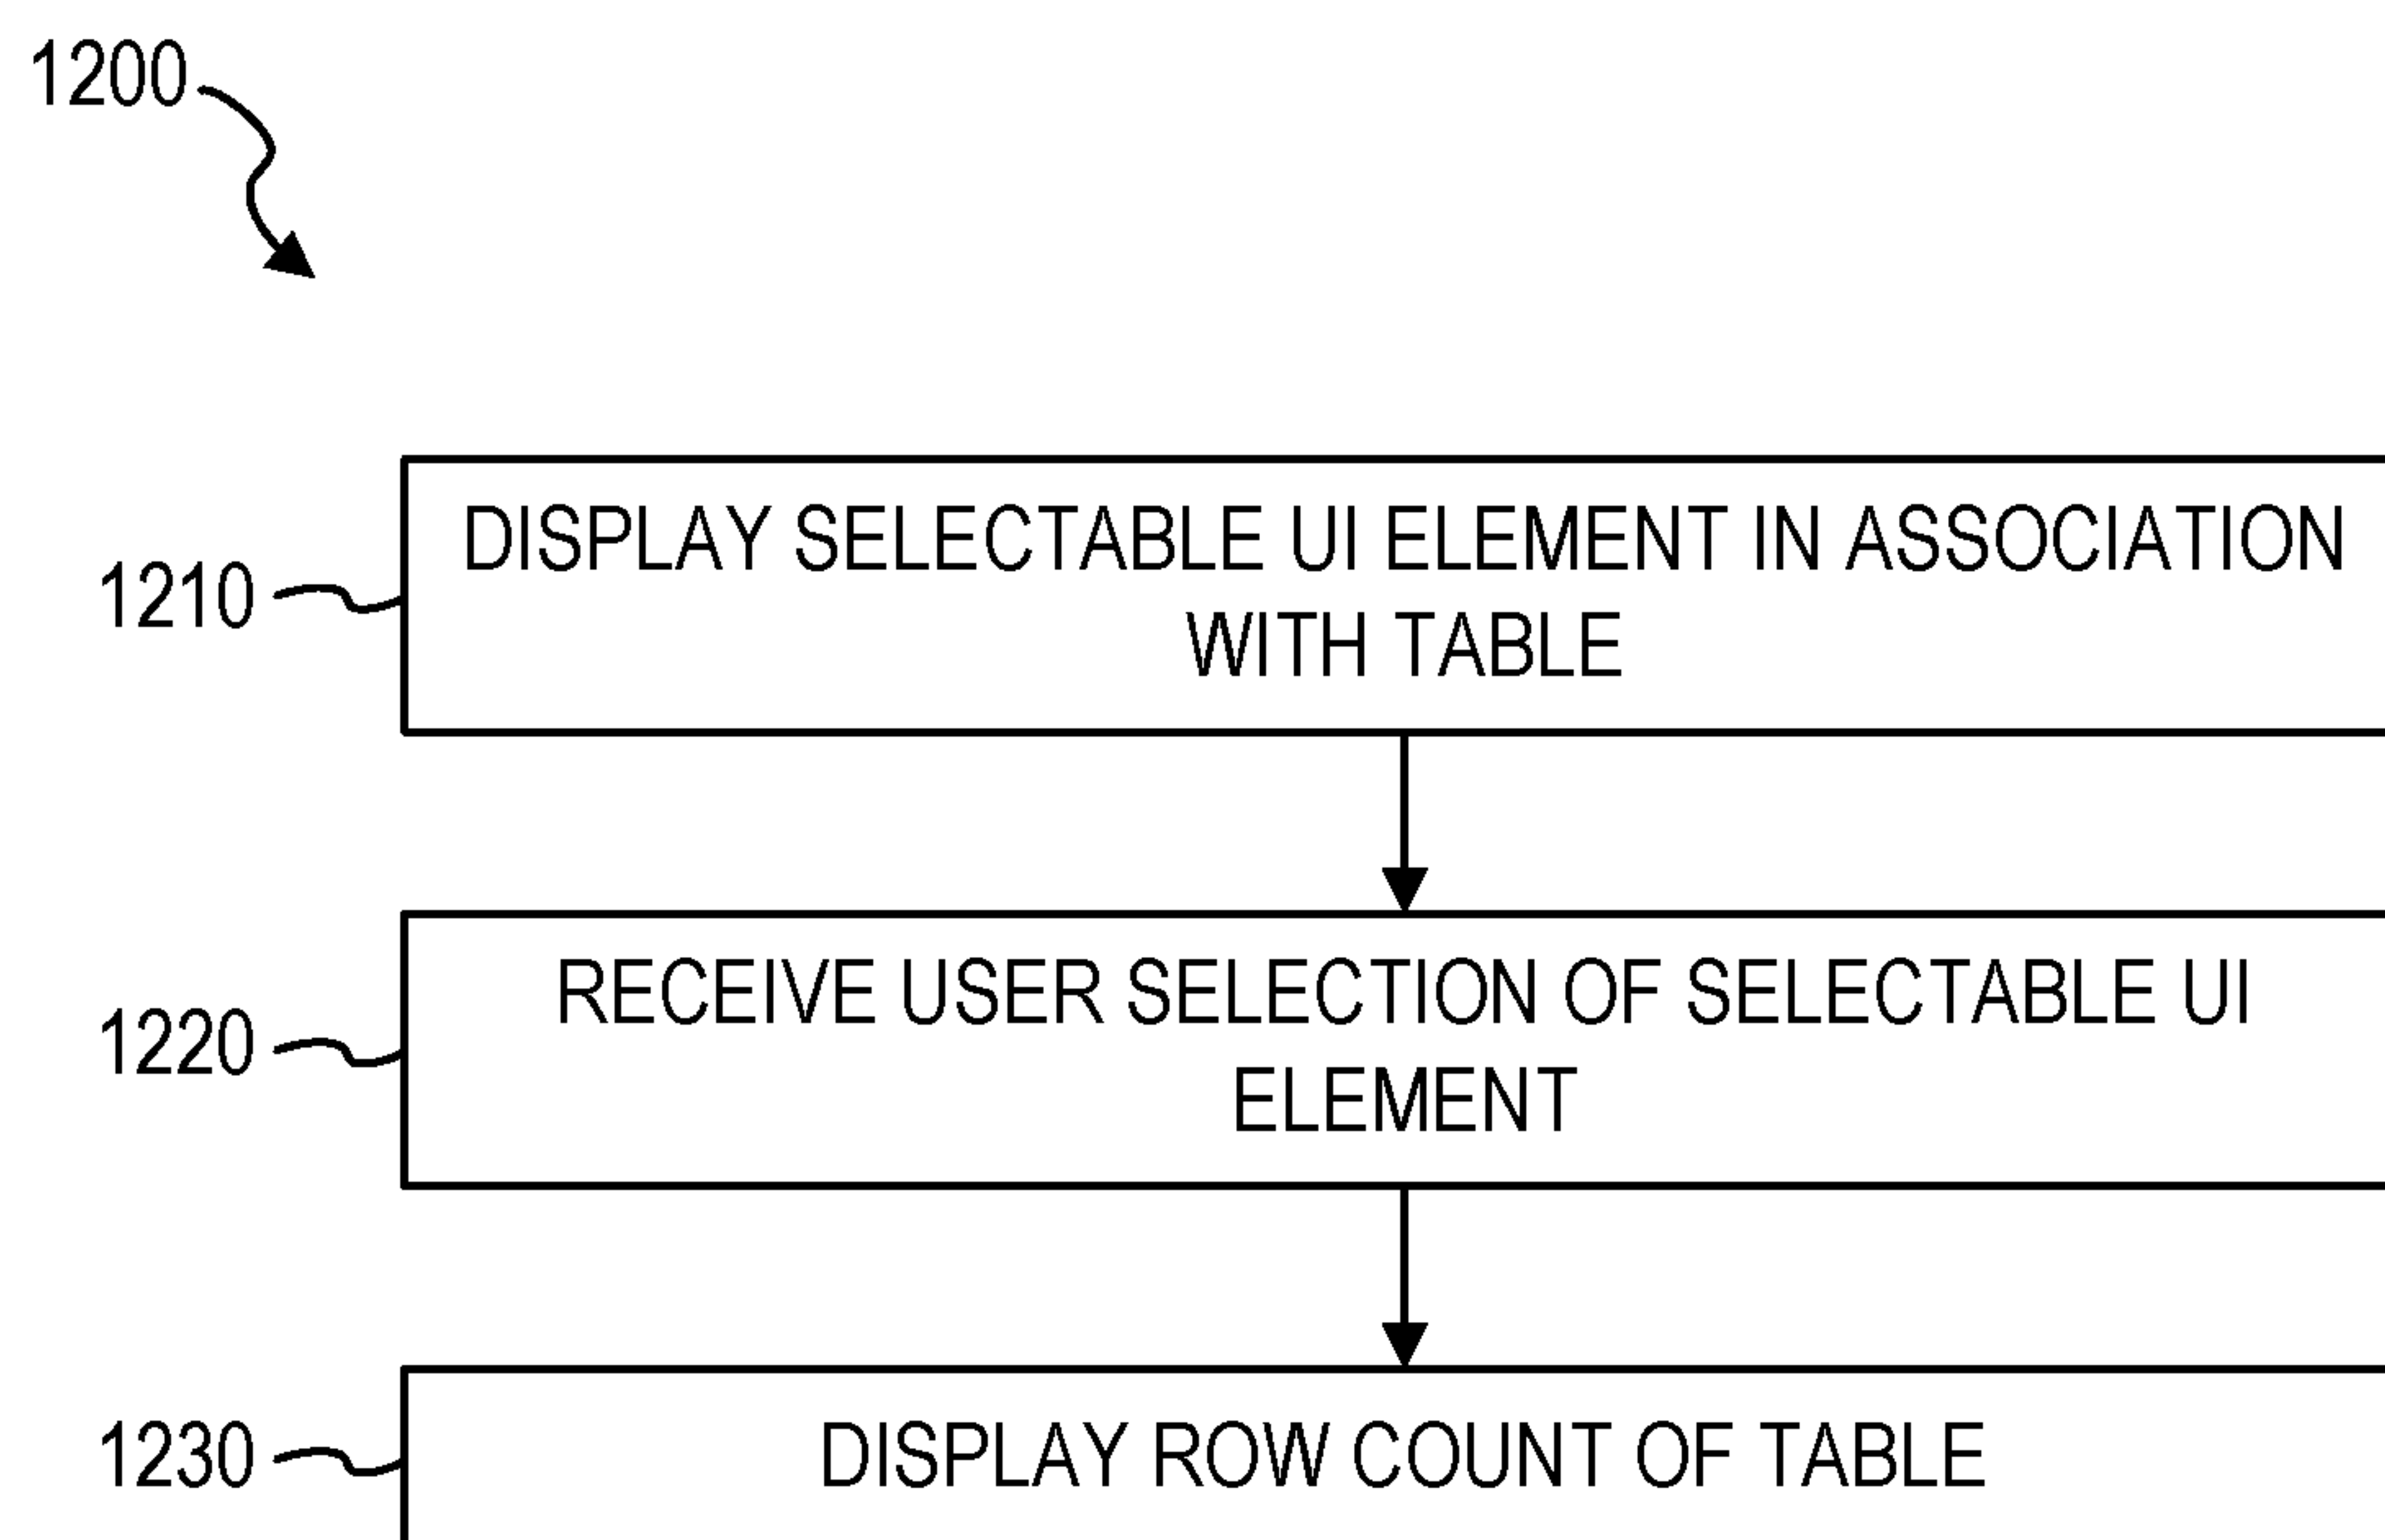 1200
1210
DISPLAY SELECTABLE UI ELEMENT IN ASSOCIATION
WITH TABLE
1220
RECEIVE USER SELECTION OF SELECTABLE UI
ELEMENT
1230
DISPLAY ROW COUNT OF TABLE